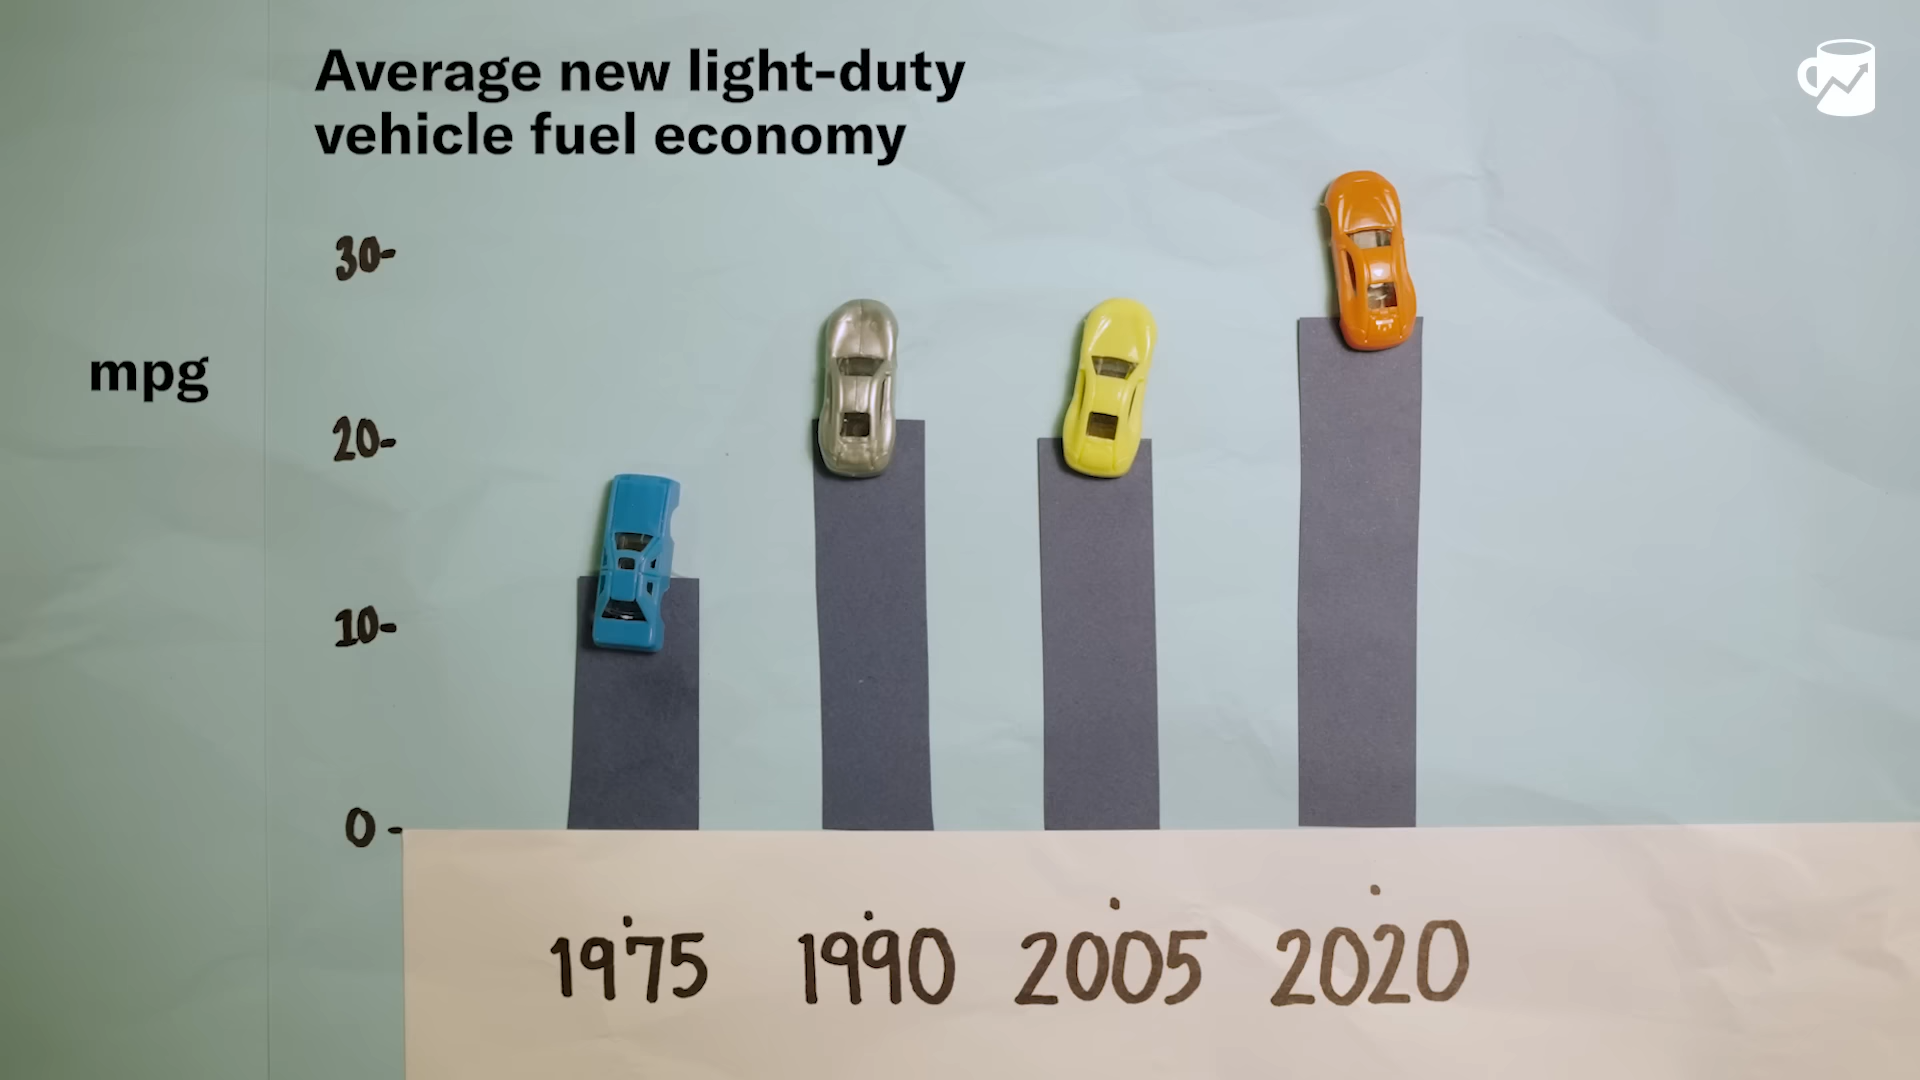 Average new light-duty
vehicle fuel economy
30-
mpg
20-
10-
0-
1975 1990 2005 2020